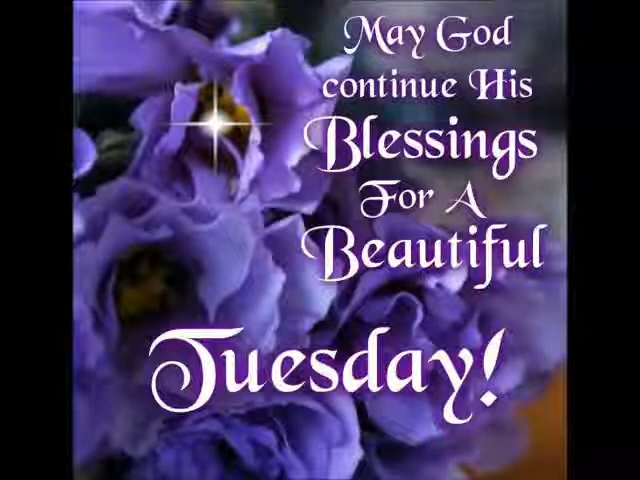 May God
continue His
Blessings
For A
Beautiful
Tuesday!